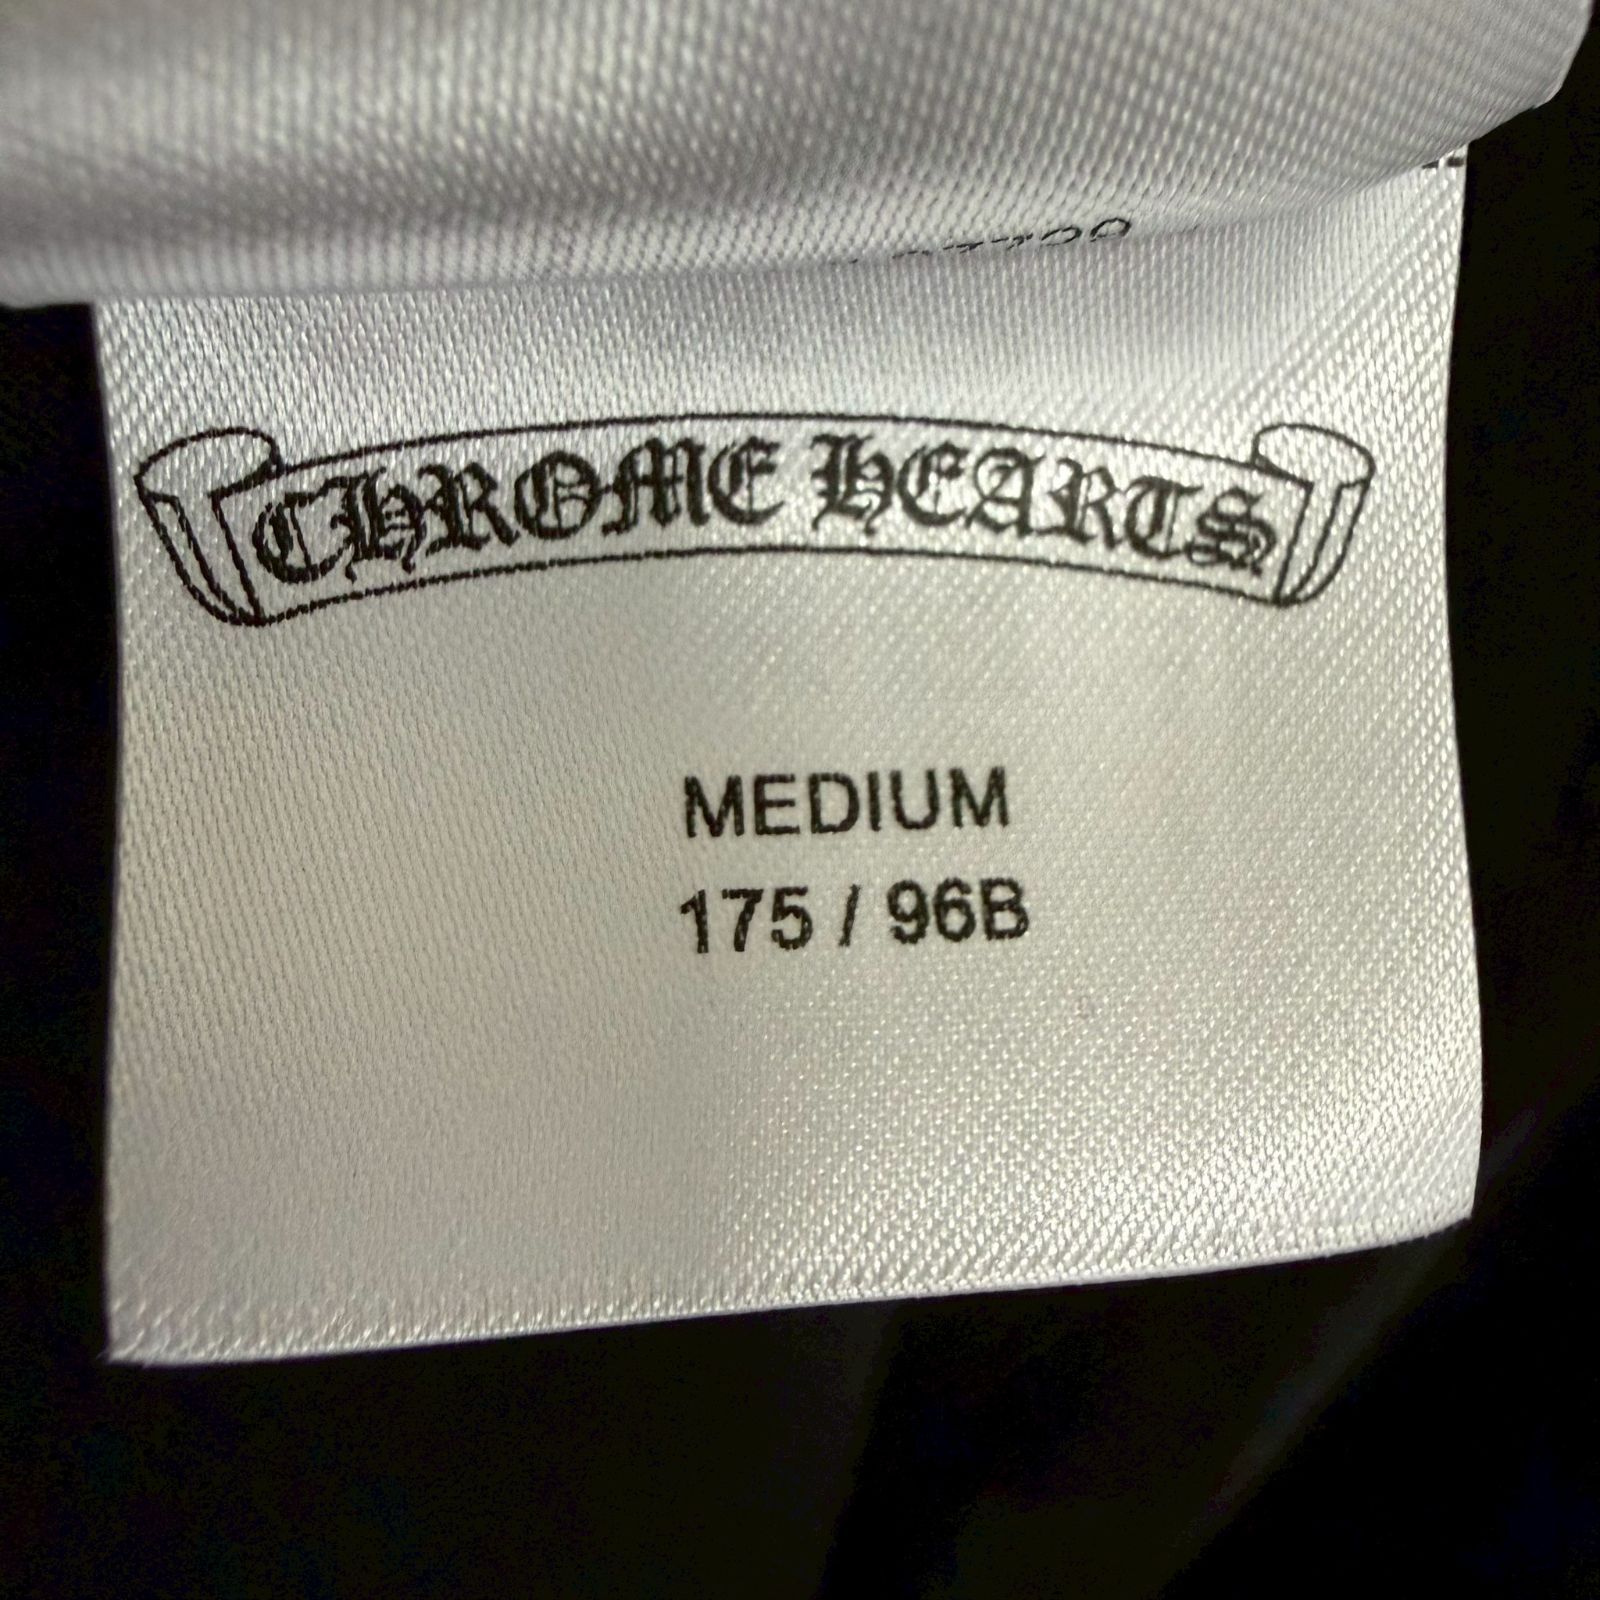 CHROME HEARTS
MEDIUM
175 / 96B